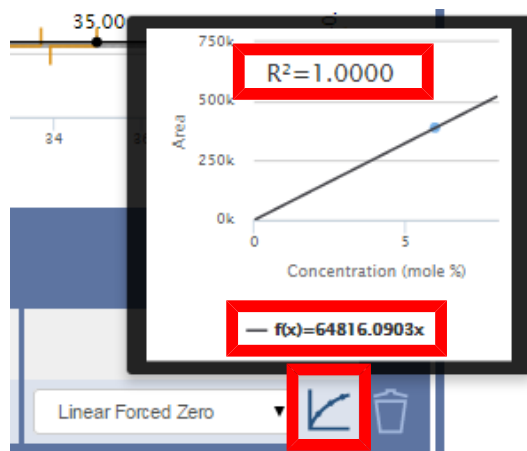 35.00
750k
R²=1.0000
500k
Area
250k
0k
34
0
5
Concentration (mole %)
— f(x)=64816.0903x
Linear Forced Zero